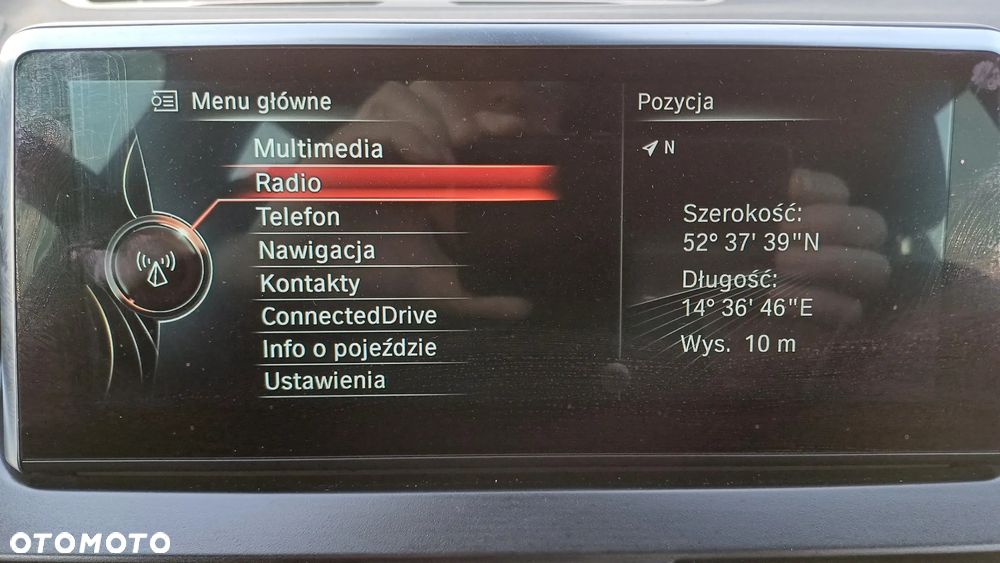 Menu główne
Multimedia
Radio
Telefon
Nawigacja
Kontakty
ConnectedDrive
Info o pojeździe
Ustawienia
Pozycja
N
Szerokość:
52° 37' 39"N
Długość:
14° 36' 46"E
Wys. 10 m
OTOMOTO